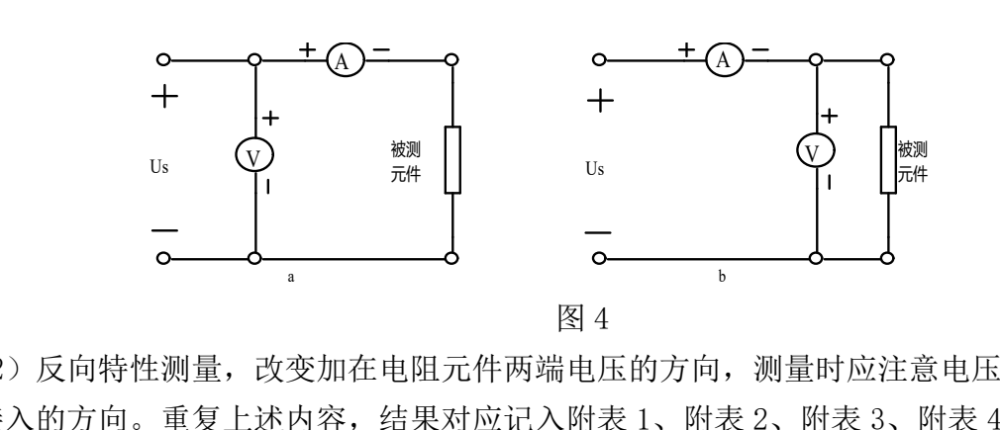 + A − + A −
+ + + +
V 被测 V 被测
Us 元件 Us 元件
− − − −
a b
图 4
2）反向特性测量，改变加在电阻元件两端电压的方向，测量时应注意电压
入的方向。重复上述内容，结果对应记入附表 1、附表 2、附表 3、附表 4